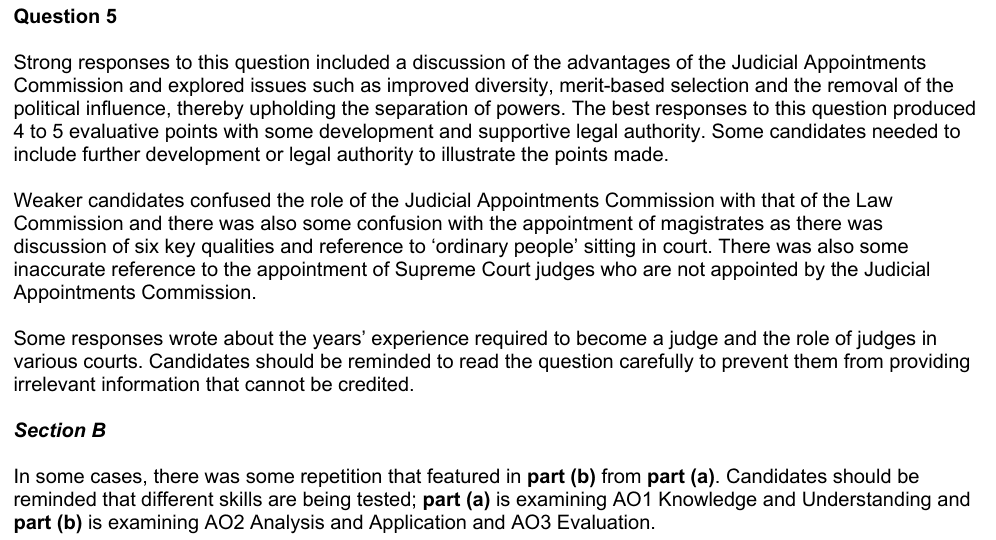 Question 5
Strong responses to this question included a discussion of the advantages of the Judicial Appointments
Commission and explored issues such as improved diversity, merit-based selection and the removal of the
political influence, thereby upholding the separation of powers. The best responses to this question produced
4 to 5 evaluative points with some development and supportive legal authority. Some candidates needed to
include further development or legal authority to illustrate the points made.
Weaker candidates confused the role of the Judicial Appointments Commission with that of the Law
Commission and there was also some confusion with the appointment of magistrates as there was
discussion of six key qualities and reference to ‘ordinary people’ sitting in court. There was also some
inaccurate reference to the appointment of Supreme Court judges who are not appointed by the Judicial
Appointments Commission.
Some responses wrote about the years’ experience required to become a judge and the role of judges in
various courts. Candidates should be reminded to read the question carefully to prevent them from providing
irrelevant information that cannot be credited.
Section B
In some cases, there was some repetition that featured in part (b) from part (a). Candidates should be
reminded that different skills are being tested; part (a) is examining AO1 Knowledge and Understanding and
part (b) is examining AO2 Analysis and Application and AO3 Evaluation.